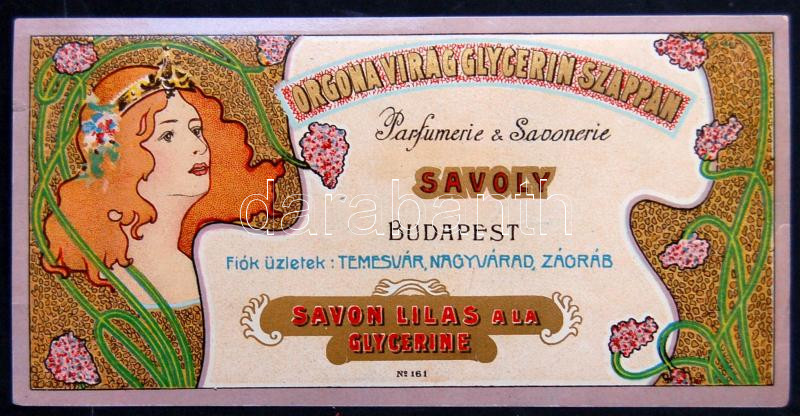 ORGONA VIRÁG GLYCERIN SZAPPAN
Parfumerie & Savonerie
SAVOLY
BUDAPEST
Fiók üzletek: TEMESVÁR, NAGYVÁRAD, ZÁGRÁB
SAVON LILAS A LA
GLYCERINE
№ 161
darabanth